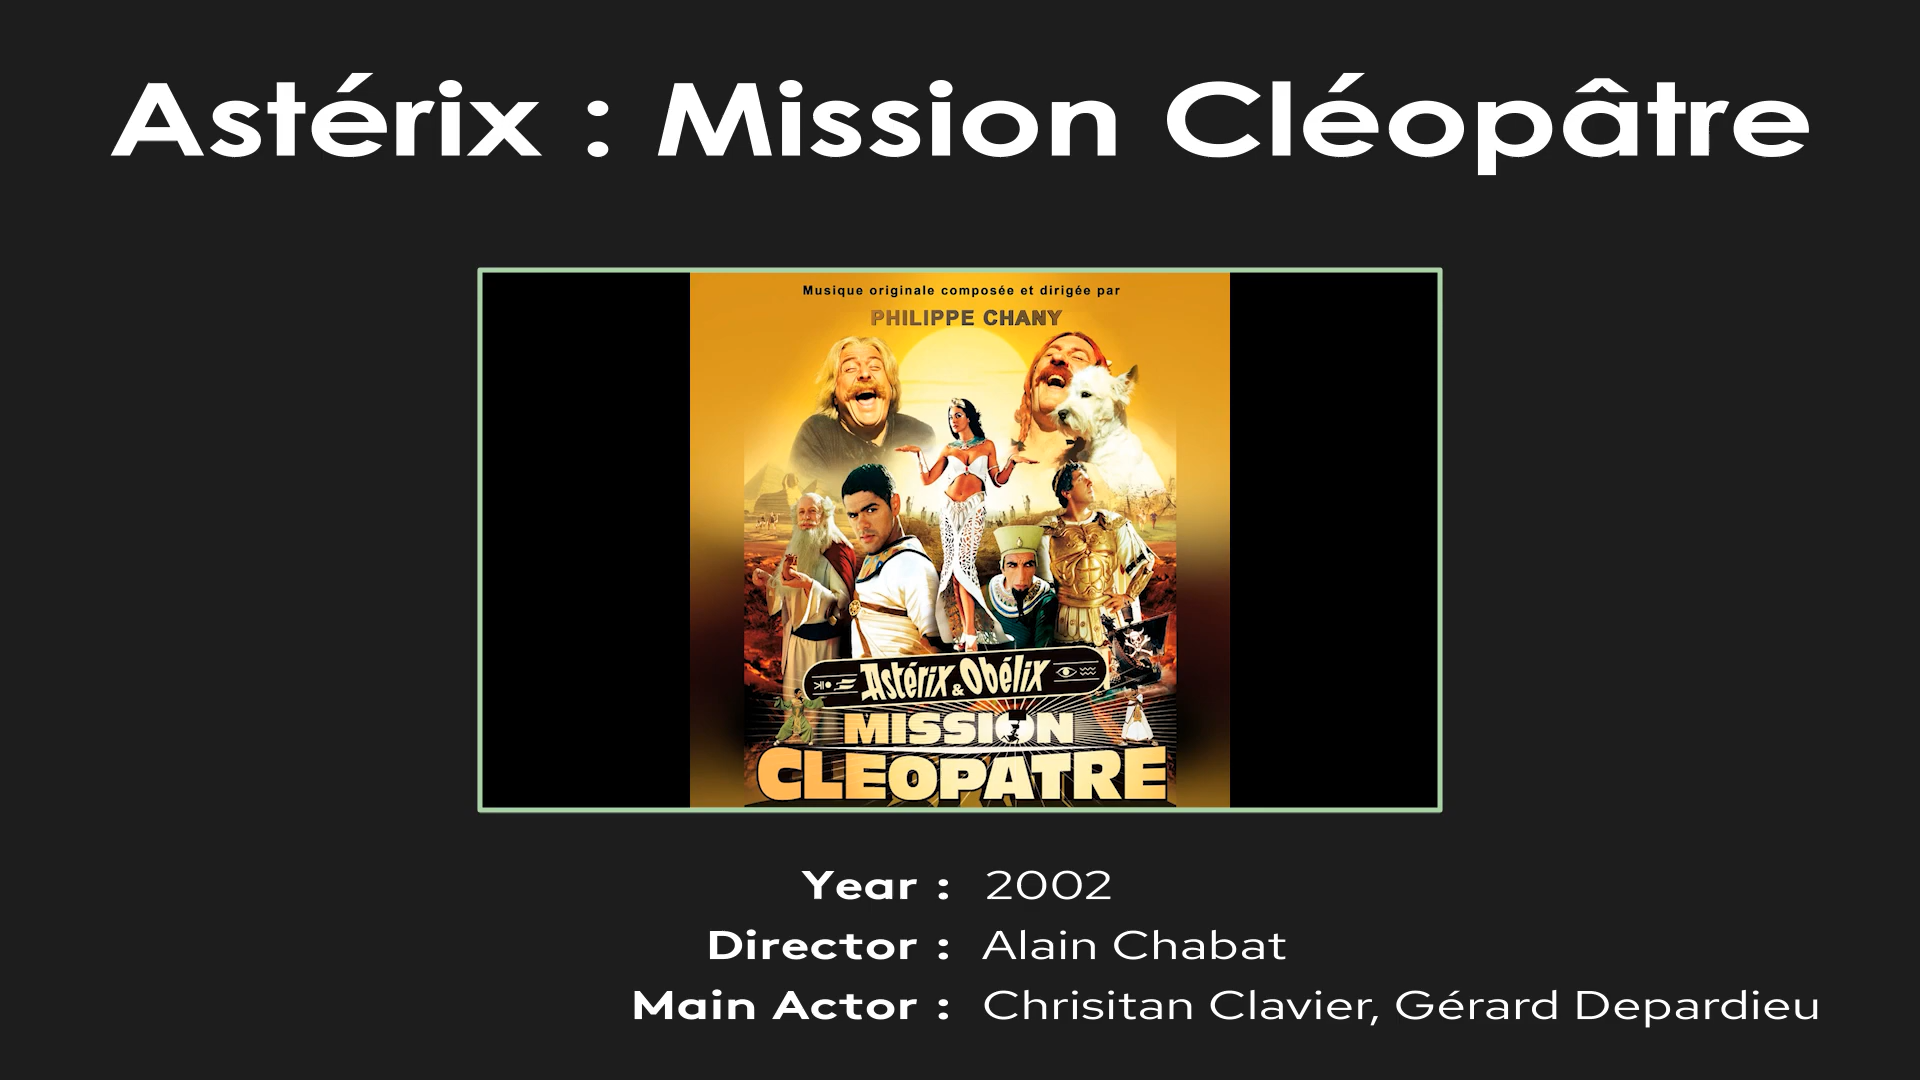 Astérix : Mission Cléopâtre
Musique originale composée et dirigée par
PHILIPPE CHANY
Astérix & Obélix
MISSION
CLEOPATRE
Year : 2002
Director : Alain Chabat
Main Actor : Chrisitan Clavier, Gérard Depardieu